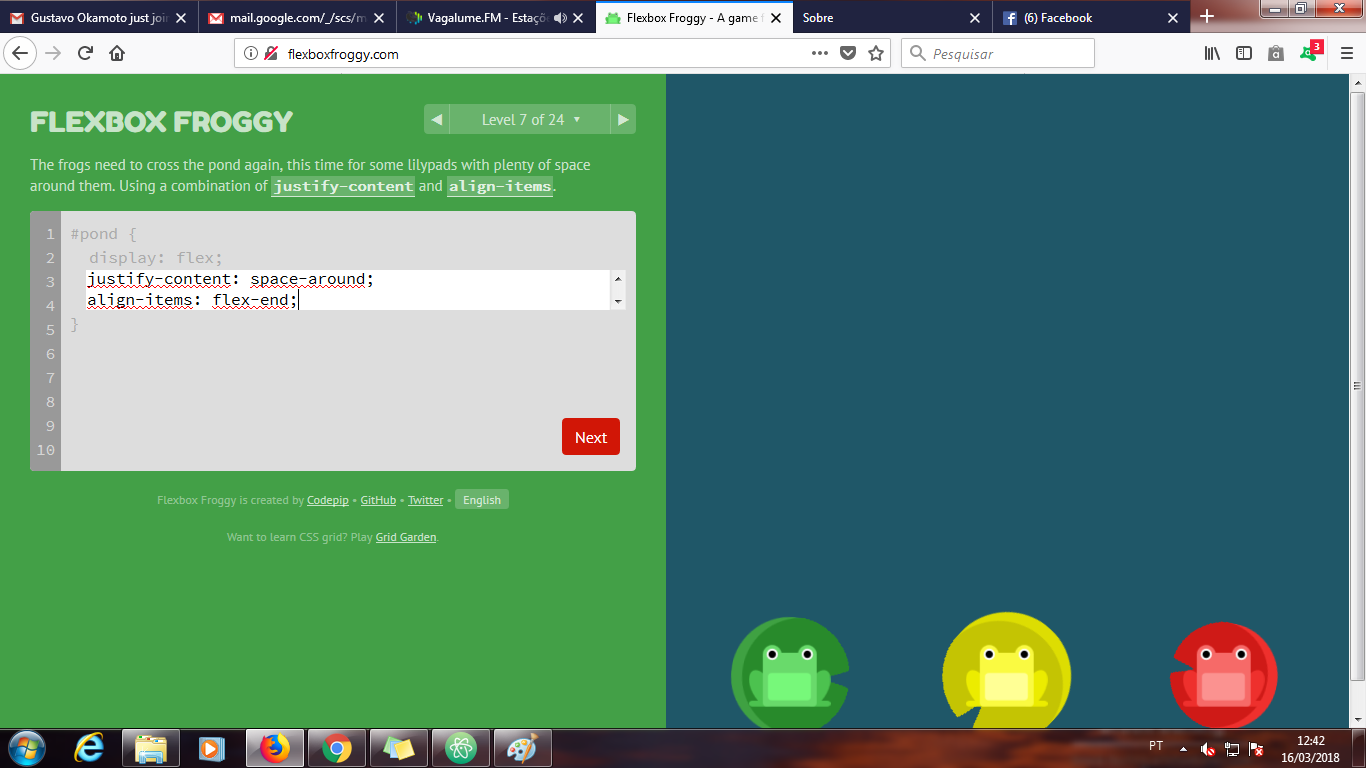 Gustavo Okamoto just joi
mail.google.com/_/scs/m
Vagalume.FM - Estaçõ
Flexbox Froggy - A game f
Sobre
(6) Facebook
flexboxfroggy.com
Pesquisar
3
FLEXBOX FROGGY
Level 7 of 24
The frogs need to cross the pond again, this time for some lilypads with plenty of space
around them. Using a combination of justify-content and align-items.
1 #pond {
2 display: flex;
3 justify-content: space-around;
4 align-items: flex-end;
5 }
6
7
8
9
10
Next
Flexbox Froggy is created by Codepip • GitHub • Twitter • English
Want to learn CSS grid? Play Grid Garden.
PT
12:42
16/03/2018